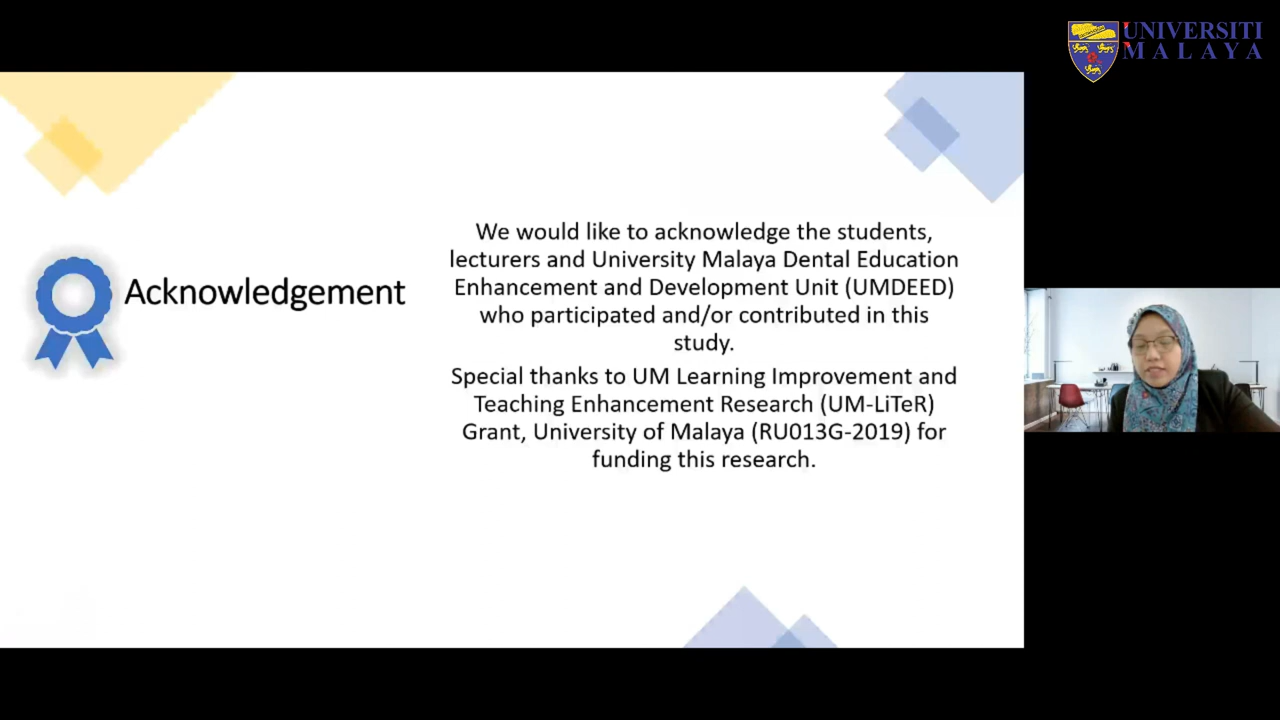 UNIVERSITI
MALAYA
Acknowledgement
We would like to acknowledge the students,
lecturers and University Malaya Dental Education
Enhancement and Development Unit (UMDEED)
who participated and/or contributed in this
study.
Special thanks to UM Learning Improvement and
Teaching Enhancement Research (UM-LiTeR)
Grant, University of Malaya (RU013G-2019) for
funding this research.